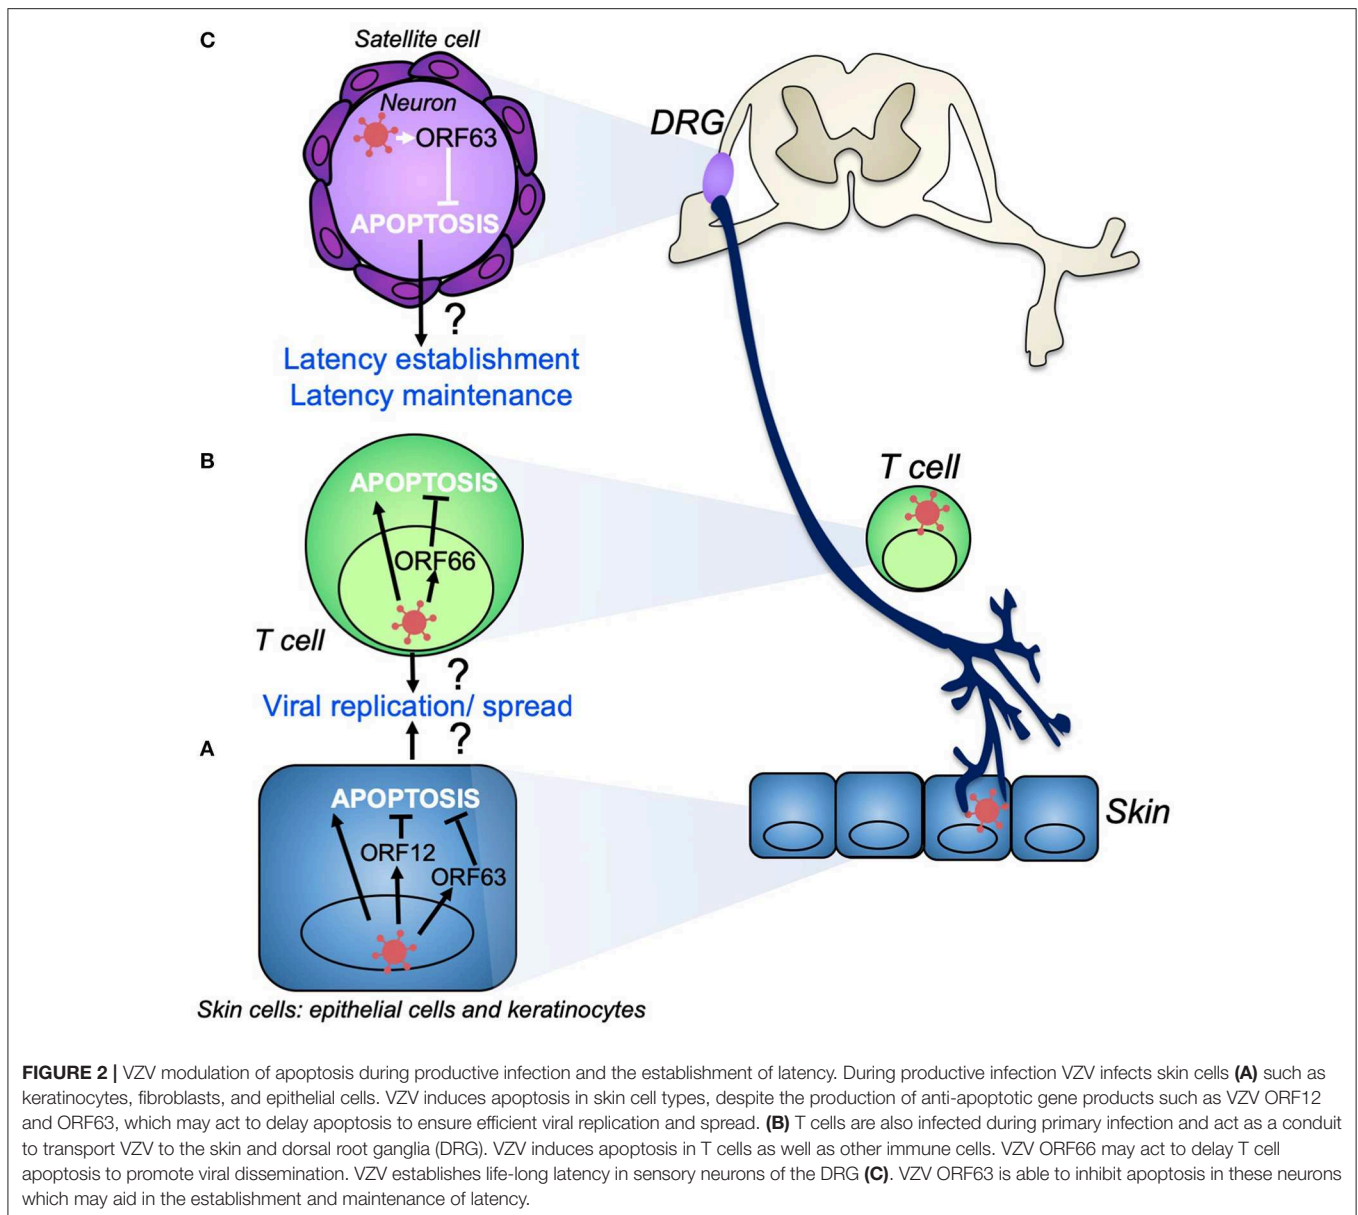 C
Satellite cell
Neuron
ORF63
APOPTOSIS
?
Latency establishment
Latency maintenance
DRG
B
APOPTOSIS
ORF66
T cell
?
T cell
Viral replication/ spread
?
A
APOPTOSIS
ORF12
ORF63
Skin
Skin cells: epithelial cells and keratinocytes
FIGURE 2 | VZV modulation of apoptosis during productive infection and the establishment of latency. During productive infection VZV infects skin cells (A) such as
keratinocytes, fibroblasts, and epithelial cells. VZV induces apoptosis in skin cell types, despite the production of anti-apoptotic gene products such as VZV ORF12
and ORF63, which may act to delay apoptosis to ensure efficient viral replication and spread. (B) T cells are also infected during primary infection and act as a conduit
to transport VZV to the skin and dorsal root ganglia (DRG). VZV induces apoptosis in T cells as well as other immune cells. VZV ORF66 may act to delay T cell
apoptosis to promote viral dissemination. VZV establishes life-long latency in sensory neurons of the DRG (C). VZV ORF63 is able to inhibit apoptosis in these neurons
which may aid in the establishment and maintenance of latency.